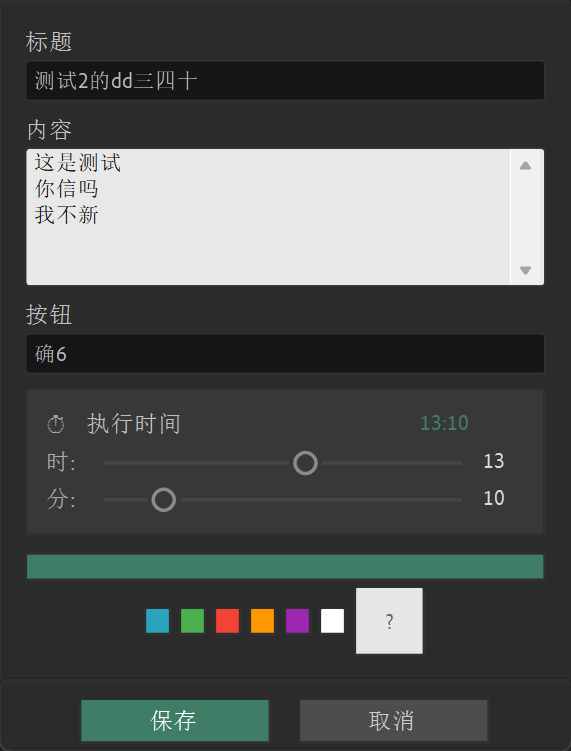 标题
测试2的dd三四十
内容
这是测试
你信吗
我不新
按钮
确6
⏱ 执行时间 13:10
时: 13
分: 10
?
保存 取消